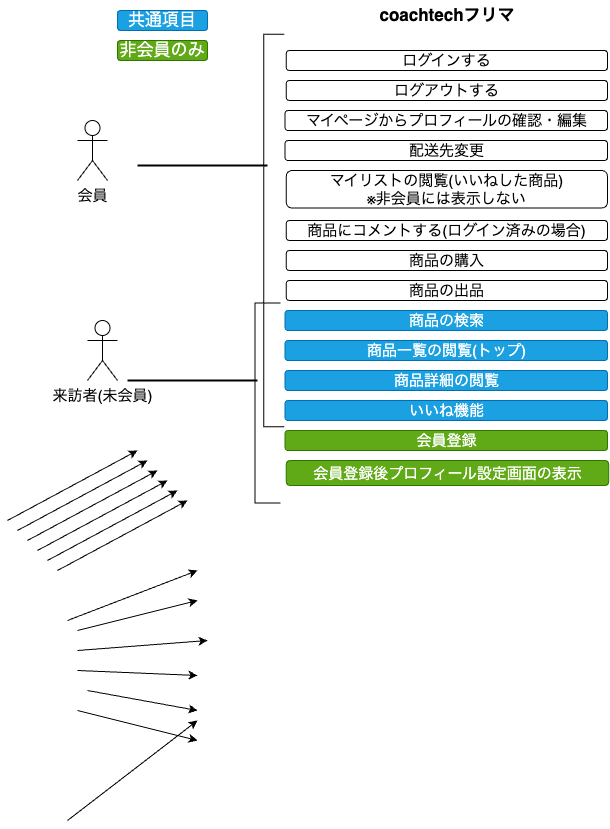 共通項目
非会員のみ
coachtechフリマ
ログインする
ログアウトする
マイページからプロフィールの確認・編集
配送先変更
マイリストの閲覧(いいねした商品)
※非会員には表示しない
商品にコメントする(ログイン済みの場合)
商品の購入
商品の出品
商品の検索
商品一覧の閲覧(トップ)
商品詳細の閲覧
いいね機能
会員登録
会員登録後プロフィール設定画面の表示
会員
来訪者(未会員)